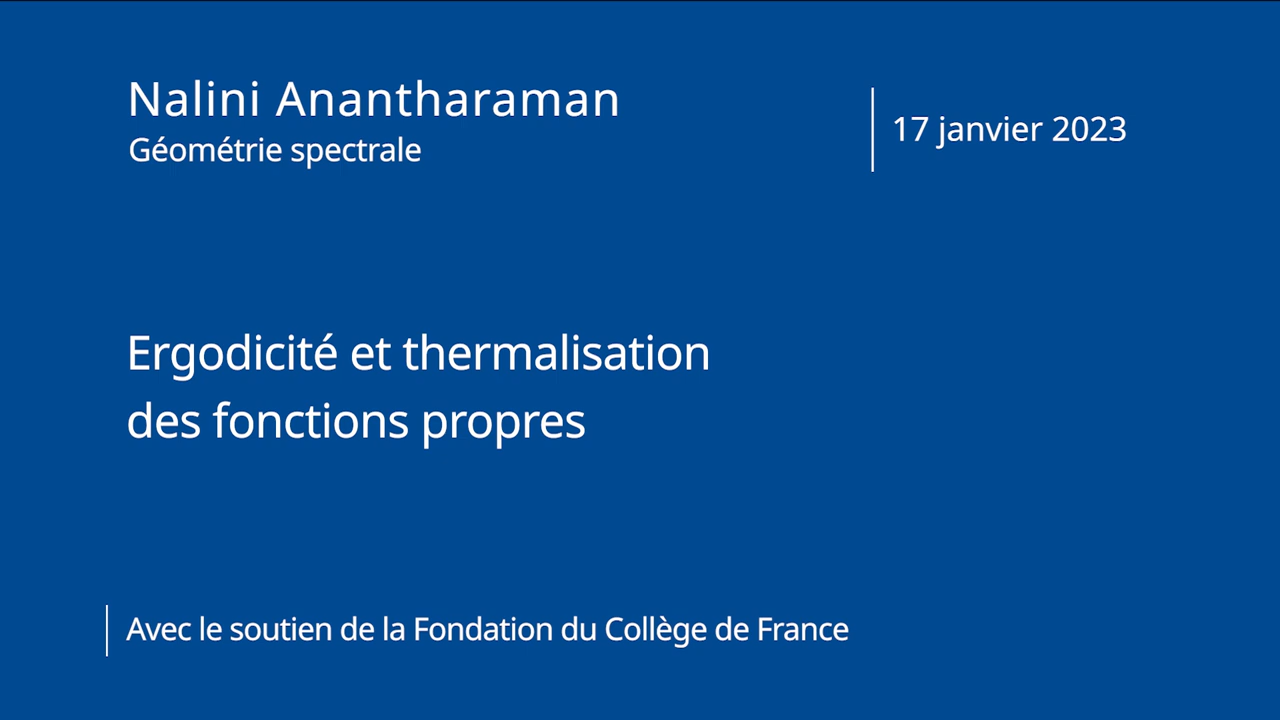 Nalini Anantharaman
Géométrie spectrale
17 janvier 2023
Ergodicité et thermalisation
des fonctions propres
Avec le soutien de la Fondation du Collège de France